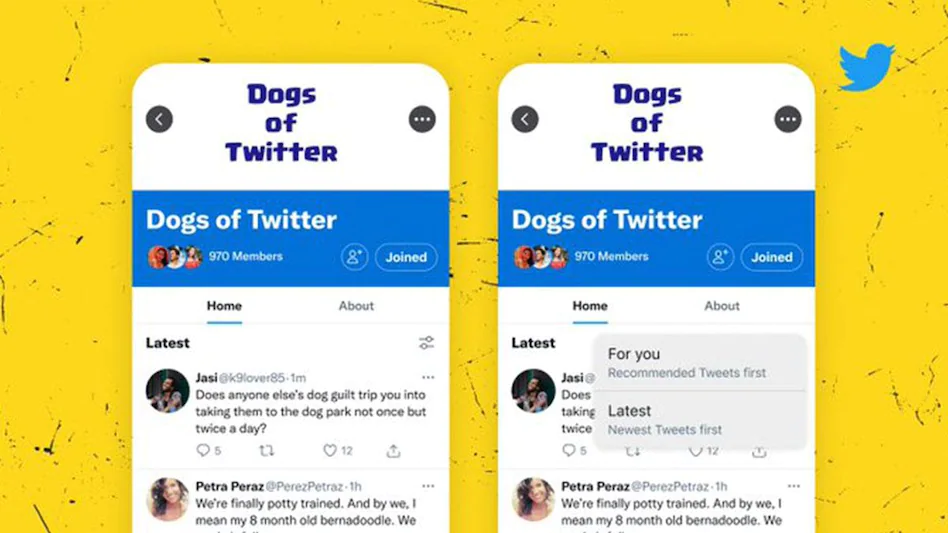 Dogs
of
Twitter
Dogs of Twitter
970 Members
Joined
Home
About
Latest
Jasi @k9lover85 · 1m
Does anyone else's dog guilt trip you into
taking them to the dog park not once but
twice a day?
5
12
Petra Peraz @PerezPetraz · 1h
We're finally potty trained. And by we, I
mean my 8 month old bernadoodle. We
Dogs
of
Twitter
Dogs of Twitter
970 Members
Joined
Home
About
Latest
For you
Recommended Tweets first
Latest
Newest Tweets first
Jasi @
Does
taking
twice
5
12
Petra Peraz @PerezPetraz · 1h
We're finally potty trained. And by we, I
mean my 8 month old bernadoodle. We